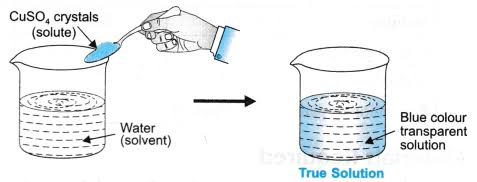 CuSO₄ crystals
(solute)
Water
(solvent)
Blue colour
transparent
solution
True Solution